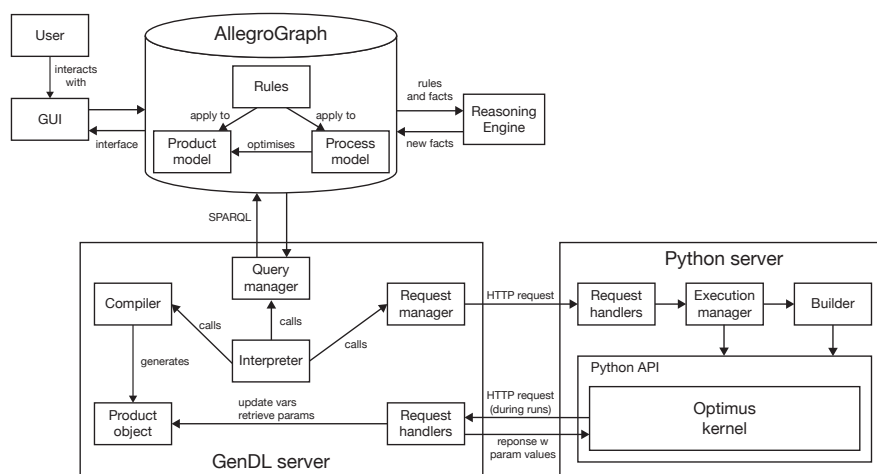 User
AllegroGraph
interacts
with
Rules
rules
and facts
GUI
apply to
apply to
Reasoning
Engine
interface
Product
model
optimises
Process
model
new facts
SPARQL
Query
manager
Python server
Compiler
Request
manager
HTTP request
Request
handlers
Execution
manager
Builder
calls
calls
calls
generates
Interpreter
Python API
update vars
retrieve params
HTTP request
(during runs)
Product
object
Request
handlers
Optimus
kernel
reponse w
param values
GenDL server